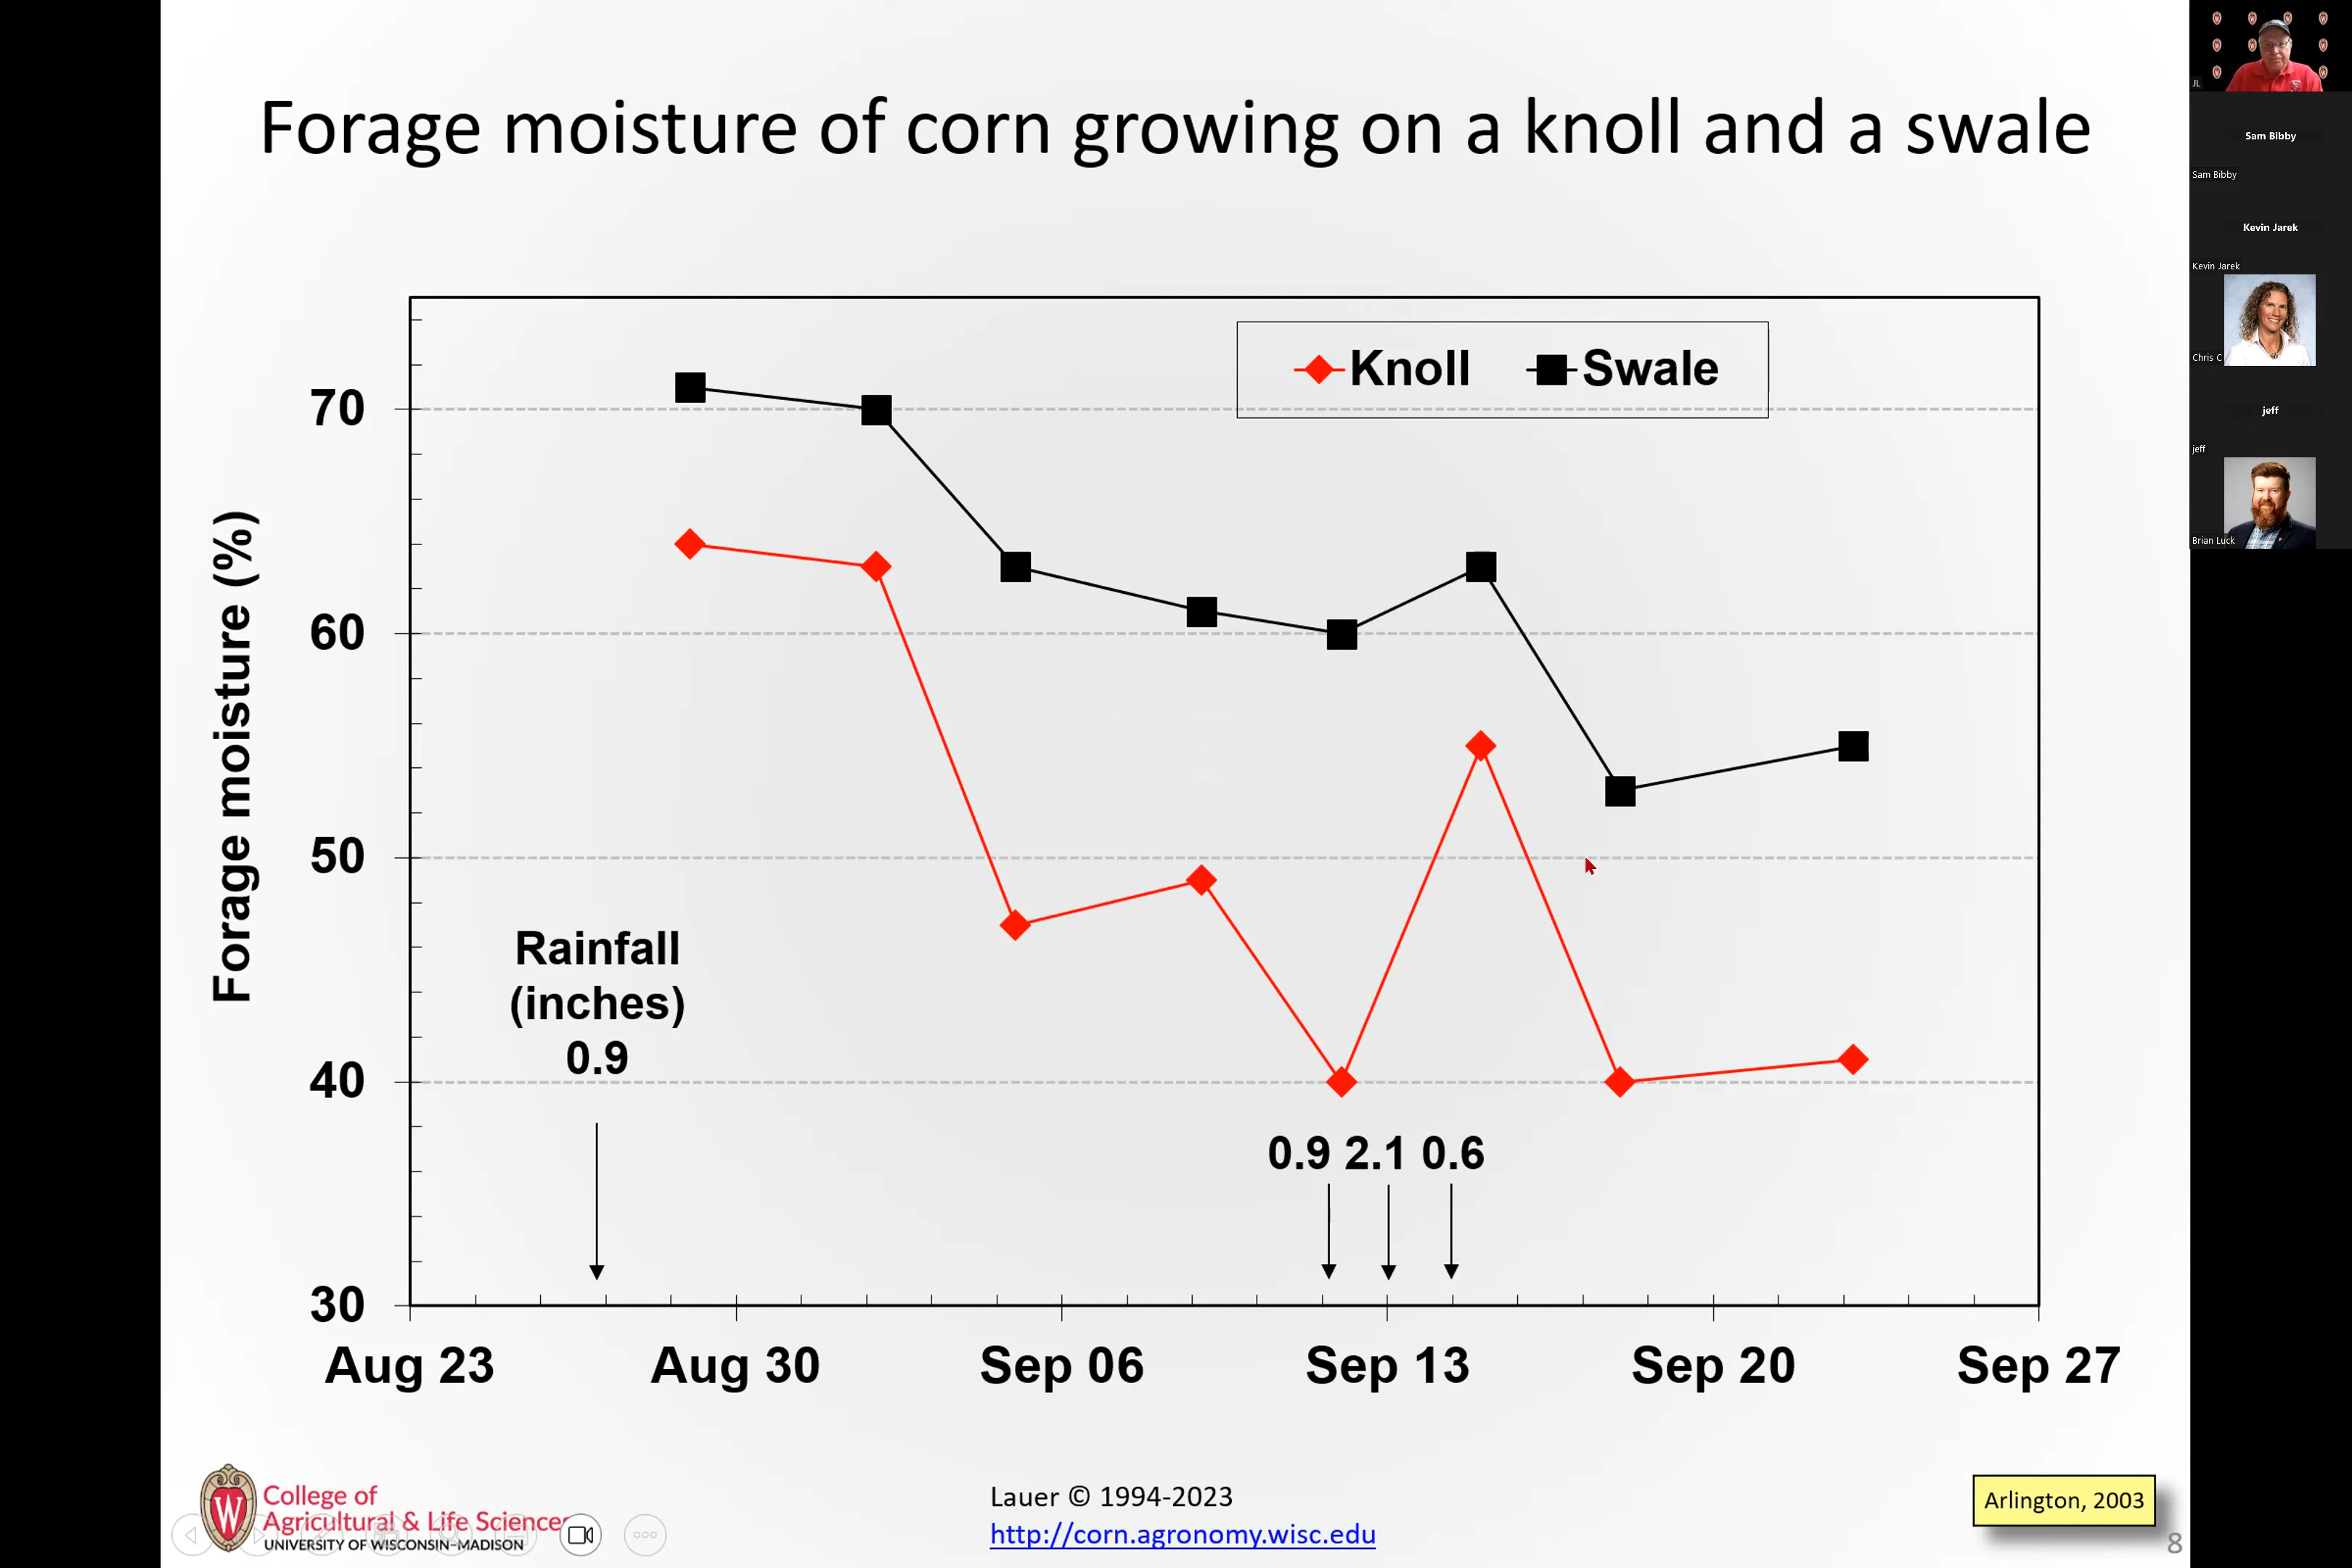 Forage moisture of corn growing on a knoll and a swale
Knoll Swale
Forage moisture (%)
70
60
50
40
30
Rainfall
(inches)
0.9
0.9 2.1 0.6
Aug 23 Aug 30 Sep 06 Sep 13 Sep 20 Sep 27
College of
Agricultural & Life Sciences
UNIVERSITY OF WISCONSIN-MADISON
Lauer © 1994-2023
http://corn.agronomy.wisc.edu
Arlington, 2003
8
JL
Sam Bibby
Sam Bibby
Kevin Jarek
Kevin Jarek
Chris C
jeff
jeff
Brian Luck